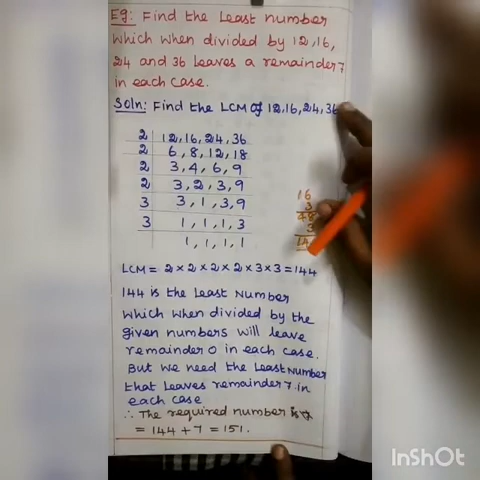 Eg: Find the Least number
which when divided by 12,16,
24 and 36 leaves a remainder 7
in each case.
Soln: Find the LCM of 12,16,24,36
2 12,16,24,36
2 6,8,12,18
2 3,4,6,9
2 3,2,3,9
3 3,1,3,9
3 1,1,1,3
1,1,1,1
16
3
48
3
LCM = 2×2×2×2×3×3=144
144 is the Least Number
which when divided by the
given numbers will leave
remainder 0 in each case.
But we need the Least Number
that leaves remainder 7 in
each case
∴ The required number is
= 144 + 7 = 151.
InShOt